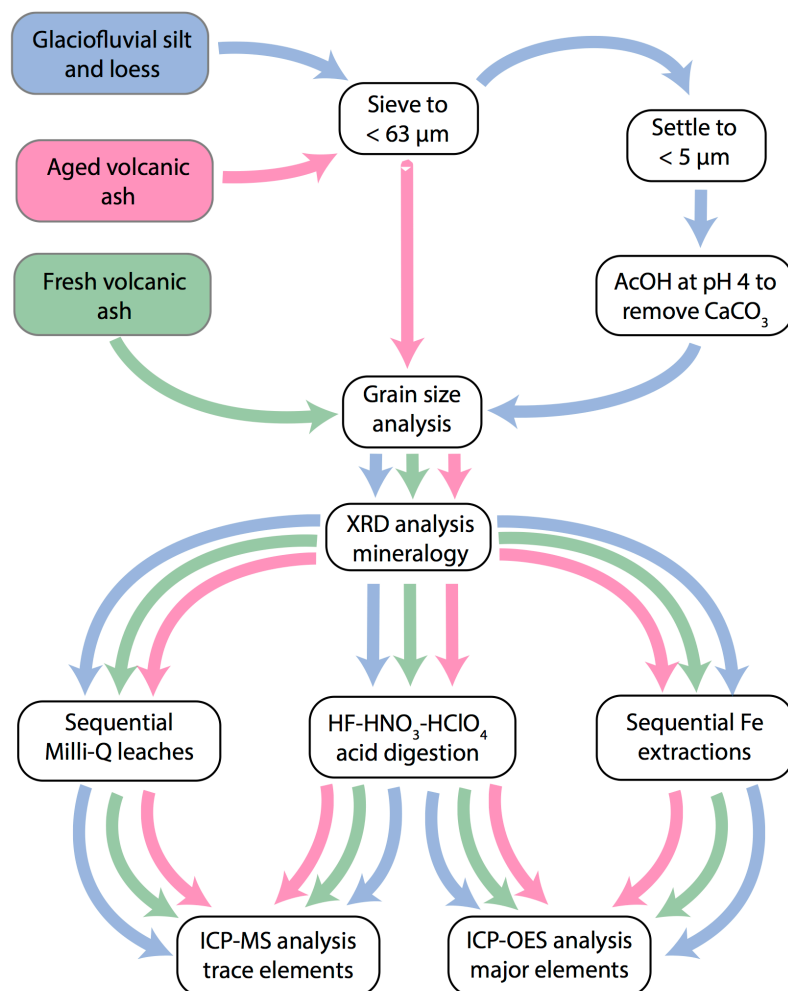 Glaciofluvial silt
and loess
Sieve to
< 63 µm
Settle to
< 5 µm
Aged volcanic
ash
Fresh volcanic
ash
AcOH at pH 4 to
remove CaCO₃
Grain size
analysis
XRD analysis
mineralogy
Sequential
Milli-Q leaches
HF-HNO₃-HClO₄
acid digestion
Sequential Fe
extractions
ICP-MS analysis
trace elements
ICP-OES analysis
major elements